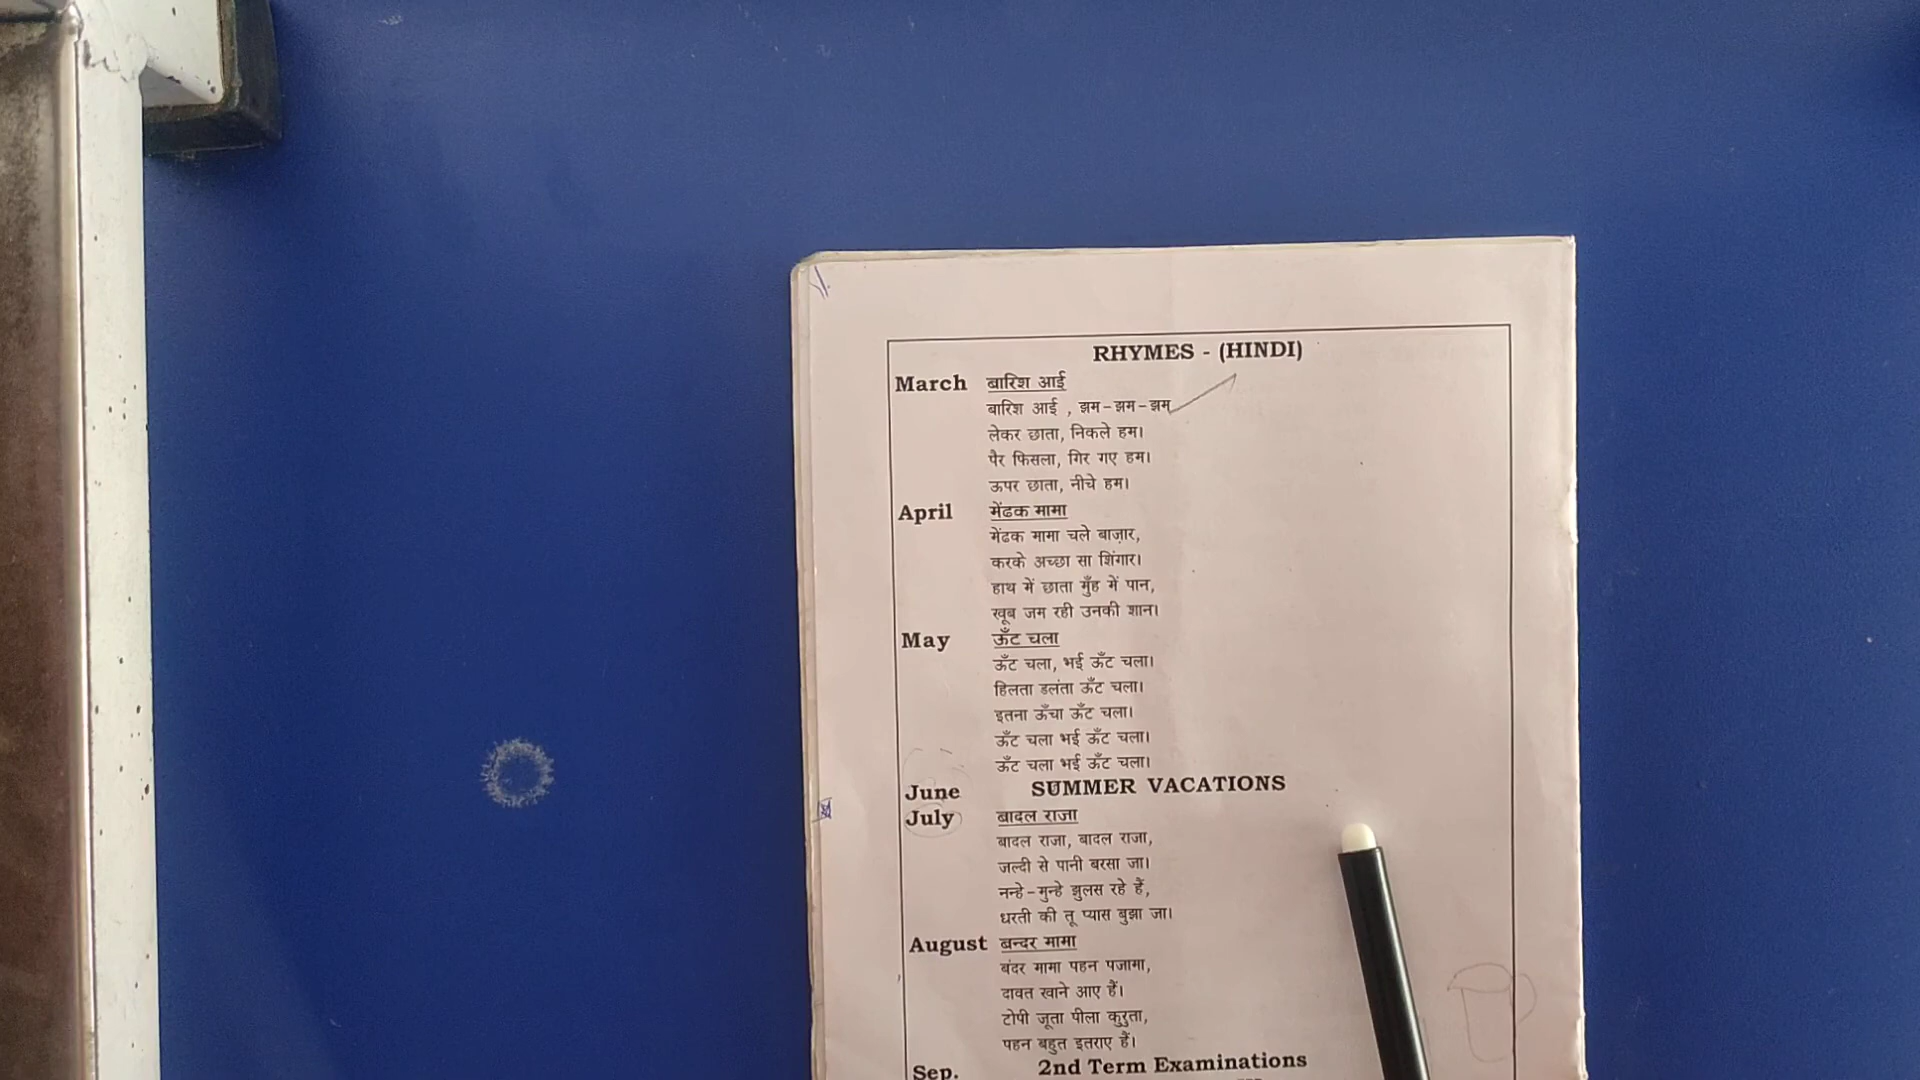 RHYMES - (HINDI)
March बारिश आई
बारिश आई , झम-झम-झम
लेकर छाता, निकले हम।
पैर फिसला, गिर गए हम।
ऊपर छाता, नीचे हम।
April मेंढक मामा
मेंढक मामा चले बाज़ार,
करके अच्छा सा शिंगार।
हाथ में छाता मुँह में पान,
खूब जम रही उनकी शान।
May ऊँट चला
ऊँट चला, भई ऊँट चला।
हिलता डलंता ऊँट चला।
इतना ऊँचा ऊँट चला।
ऊँट चला भई ऊँट चला।
ऊँट चला भई ऊँट चला।
June SUMMER VACATIONS
July बादल राजा
बादल राजा, बादल राजा,
जल्दी से पानी बरसा जा।
नन्हे-मुन्हे झुलस रहे हैं,
धरती की तू प्यास बुझा जा।
August बन्दर मामा
बंदर मामा पहन पजामा,
दावत खाने आए हैं।
टोपी जूता पीला कुरुता,
पहन बहुत इतराए हैं।
Sep. 2nd Term Examinations